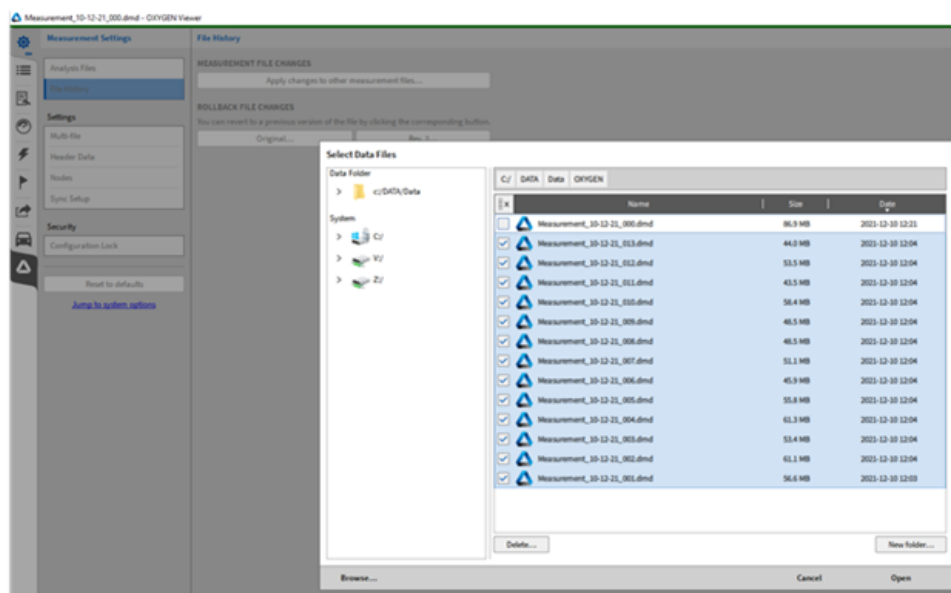 Measurement_10-12-21_000.dmd - OXYGEN Viewer
Measurement Settings
File History
Analysis Files
File History
MEASUREMENT FILE CHANGES
Apply changes to other measurement files...
ROLLBACK FILE CHANGES
You can revert to a previous version of the file by clicking the corresponding button.
Original...
Rev. 1...
Settings
Multi-file
Header Data
Nodes
Sync Setup
Security
Configuration Lock
Reset to defaults
Jump to system options
Select Data Files
Data Folder
c:/DATA/Data
System
C:/
V:/
Z:/
C:/ DATA Data OXYGEN
Name Size Date
Measurement_10-12-21_000.dmd 86.9 MB 2021-12-10 12:21
Measurement_10-12-21_013.dmd 44.0 MB 2021-12-10 12:04
Measurement_10-12-21_012.dmd 53.5 MB 2021-12-10 12:04
Measurement_10-12-21_011.dmd 43.5 MB 2021-12-10 12:04
Measurement_10-12-21_010.dmd 58.4 MB 2021-12-10 12:04
Measurement_10-12-21_009.dmd 48.5 MB 2021-12-10 12:04
Measurement_10-12-21_008.dmd 48.5 MB 2021-12-10 12:04
Measurement_10-12-21_007.dmd 51.1 MB 2021-12-10 12:04
Measurement_10-12-21_006.dmd 45.9 MB 2021-12-10 12:04
Measurement_10-12-21_005.dmd 55.8 MB 2021-12-10 12:04
Measurement_10-12-21_004.dmd 61.3 MB 2021-12-10 12:04
Measurement_10-12-21_003.dmd 53.4 MB 2021-12-10 12:04
Measurement_10-12-21_002.dmd 61.1 MB 2021-12-10 12:04
Measurement_10-12-21_001.dmd 56.6 MB 2021-12-10 12:03
Delete...
New folder...
Browse...
Cancel
Open